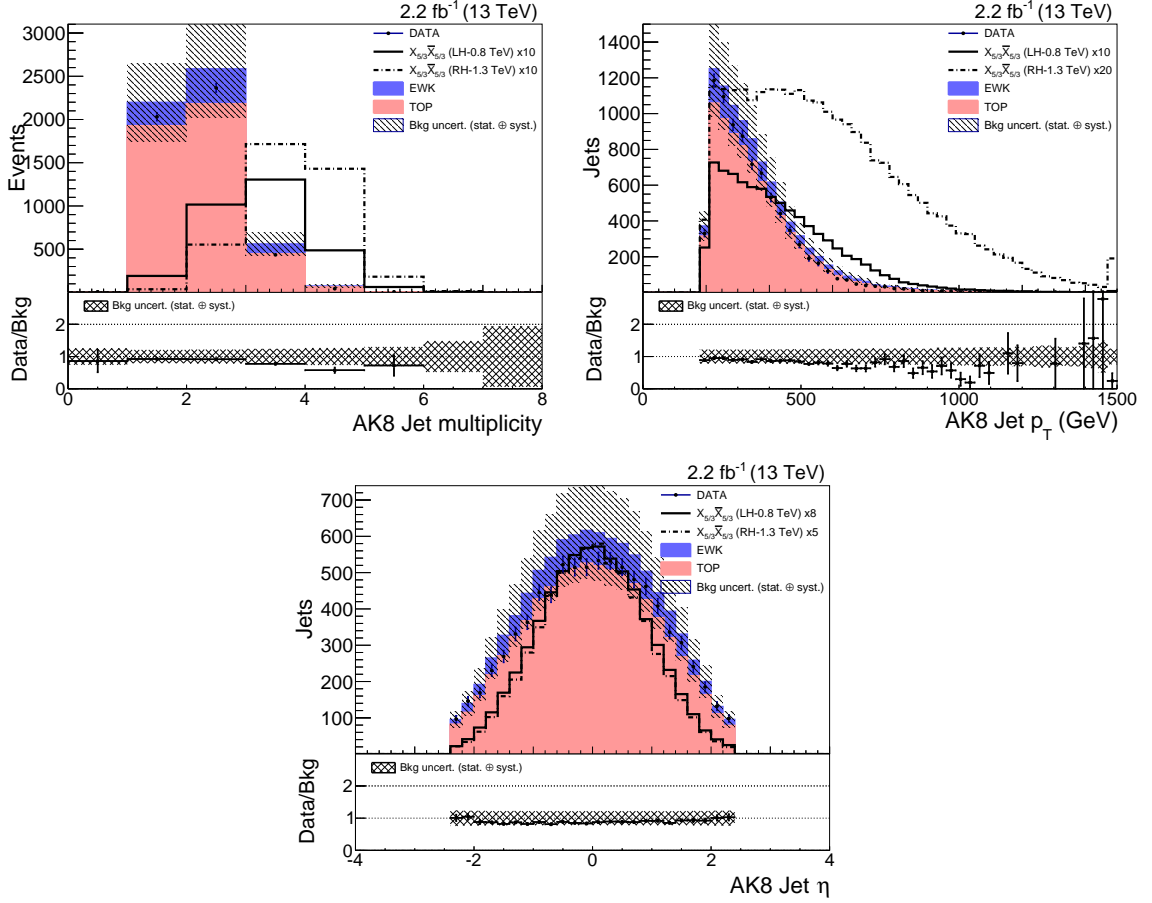 2.2 fb⁻¹ (13 TeV)
Events
3000
2500
2000
1500
1000
500
DATA
X₅/₃X̅₅/₃ (LH-0.8 TeV) x10
X₅/₃X̅₅/₃ (RH-1.3 TeV) x10
EWK
TOP
Bkg uncert. (stat. ⊕ syst.)
Data/Bkg
Bkg uncert. (stat. ⊕ syst.)
2
1
0
0 2 4 6 8
AK8 Jet multiplicity
2.2 fb⁻¹ (13 TeV)
Jets
1400
1200
1000
800
600
400
200
DATA
X₅/₃X̅₅/₃ (LH-0.8 TeV) x10
X₅/₃X̅₅/₃ (RH-1.3 TeV) x20
EWK
TOP
Bkg uncert. (stat. ⊕ syst.)
Data/Bkg
Bkg uncert. (stat. ⊕ syst.)
2
1
0
0 500 1000 1500
AK8 Jet p_T (GeV)
2.2 fb⁻¹ (13 TeV)
Jets
700
600
500
400
300
200
100
DATA
X₅/₃X̅₅/₃ (LH-0.8 TeV) x8
X₅/₃X̅₅/₃ (RH-1.3 TeV) x5
EWK
TOP
Bkg uncert. (stat. ⊕ syst.)
Data/Bkg
Bkg uncert. (stat. ⊕ syst.)
2
1
0
-4 -2 0 2 4
AK8 Jet η